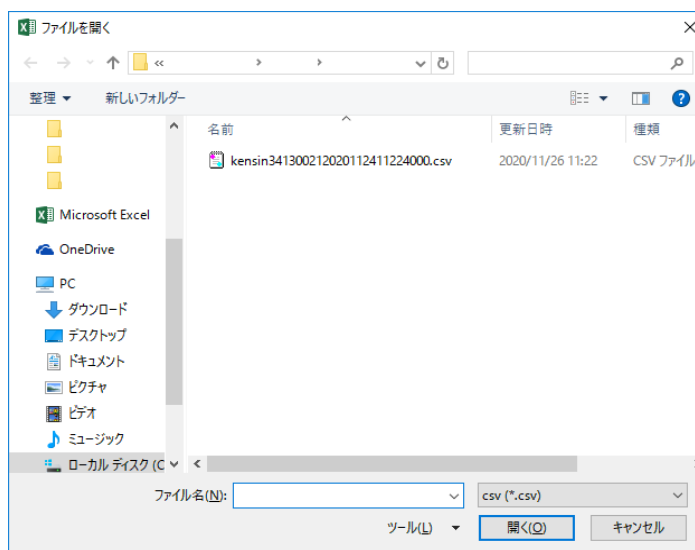 ファイルを開く
«
整理 新しいフォルダー
名前 更新日時 種類
kensin341300212020112411224000.csv 2020/11/26 11:22 CSV ファイル
Microsoft Excel
OneDrive
PC
ダウンロード
デスクトップ
ドキュメント
ピクチャ
ビデオ
ミュージック
ローカル ディスク (C
ファイル名(N): csv (*.csv)
ツール(L) 開く(O) キャンセル